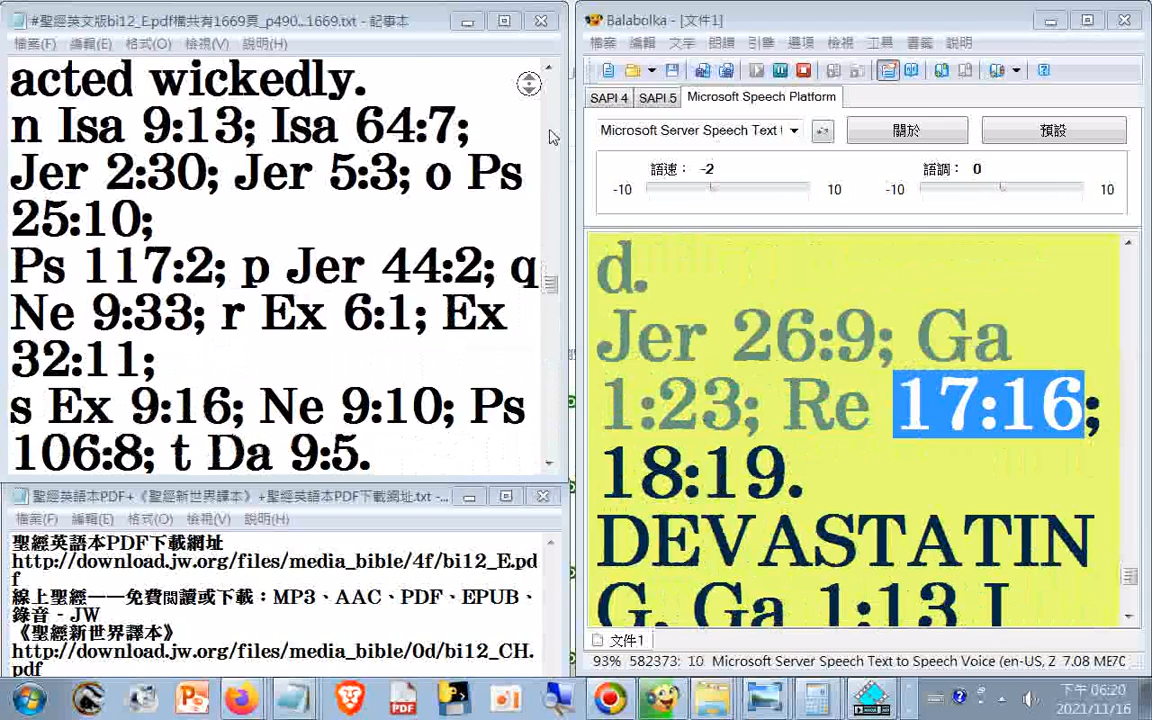 #聖經英文版bi12_E.pdf檔共有1669頁_p490...1669.txt - 記事本
檔案(F) 編輯(E) 格式(O) 檢視(V) 說明(H)
acted wickedly.
n Isa 9:13; Isa 64:7;
Jer 2:30; Jer 5:3; o Ps
25:10;
Ps 117:2; p Jer 44:2; q
Ne 9:33; r Ex 6:1; Ex
32:11;
s Ex 9:16; Ne 9:10; Ps
106:8; t Da 9:5.
聖經英語本PDF+《聖經新世界譯本》+聖經英語本PDF下載網址.txt -...
檔案(F) 編輯(E) 格式(O) 檢視(V) 說明(H)
聖經英語本PDF下載網址
http://download.jw.org/files/media_bible/4f/bi12_E.pd
f
線上聖經——免費閱讀或下載：MP3、AAC、PDF、EPUB、
錄音 - JW
《聖經新世界譯本》
http://download.jw.org/files/media_bible/0d/bi12_CH.
pdf
Balabolka - [文件1]
檔案 編輯 文字 朗讀 引擎 選項 檢視 工具 書籤 說明
SAPI 4 SAPI 5 Microsoft Speech Platform
Microsoft Server Speech Text 關於 預設
語速： -2 語調： 0
-10 10 -10 10
d.
Jer 26:9; Ga
1:23; Re 17:16;
18:19.
DEVASTATIN
G. Ga 1:13 I
文件1
93% 582373: 10 Microsoft Server Speech Text to Speech Voice (en-US, Z 7.08 МБ
下午 06:20
2021/11/16